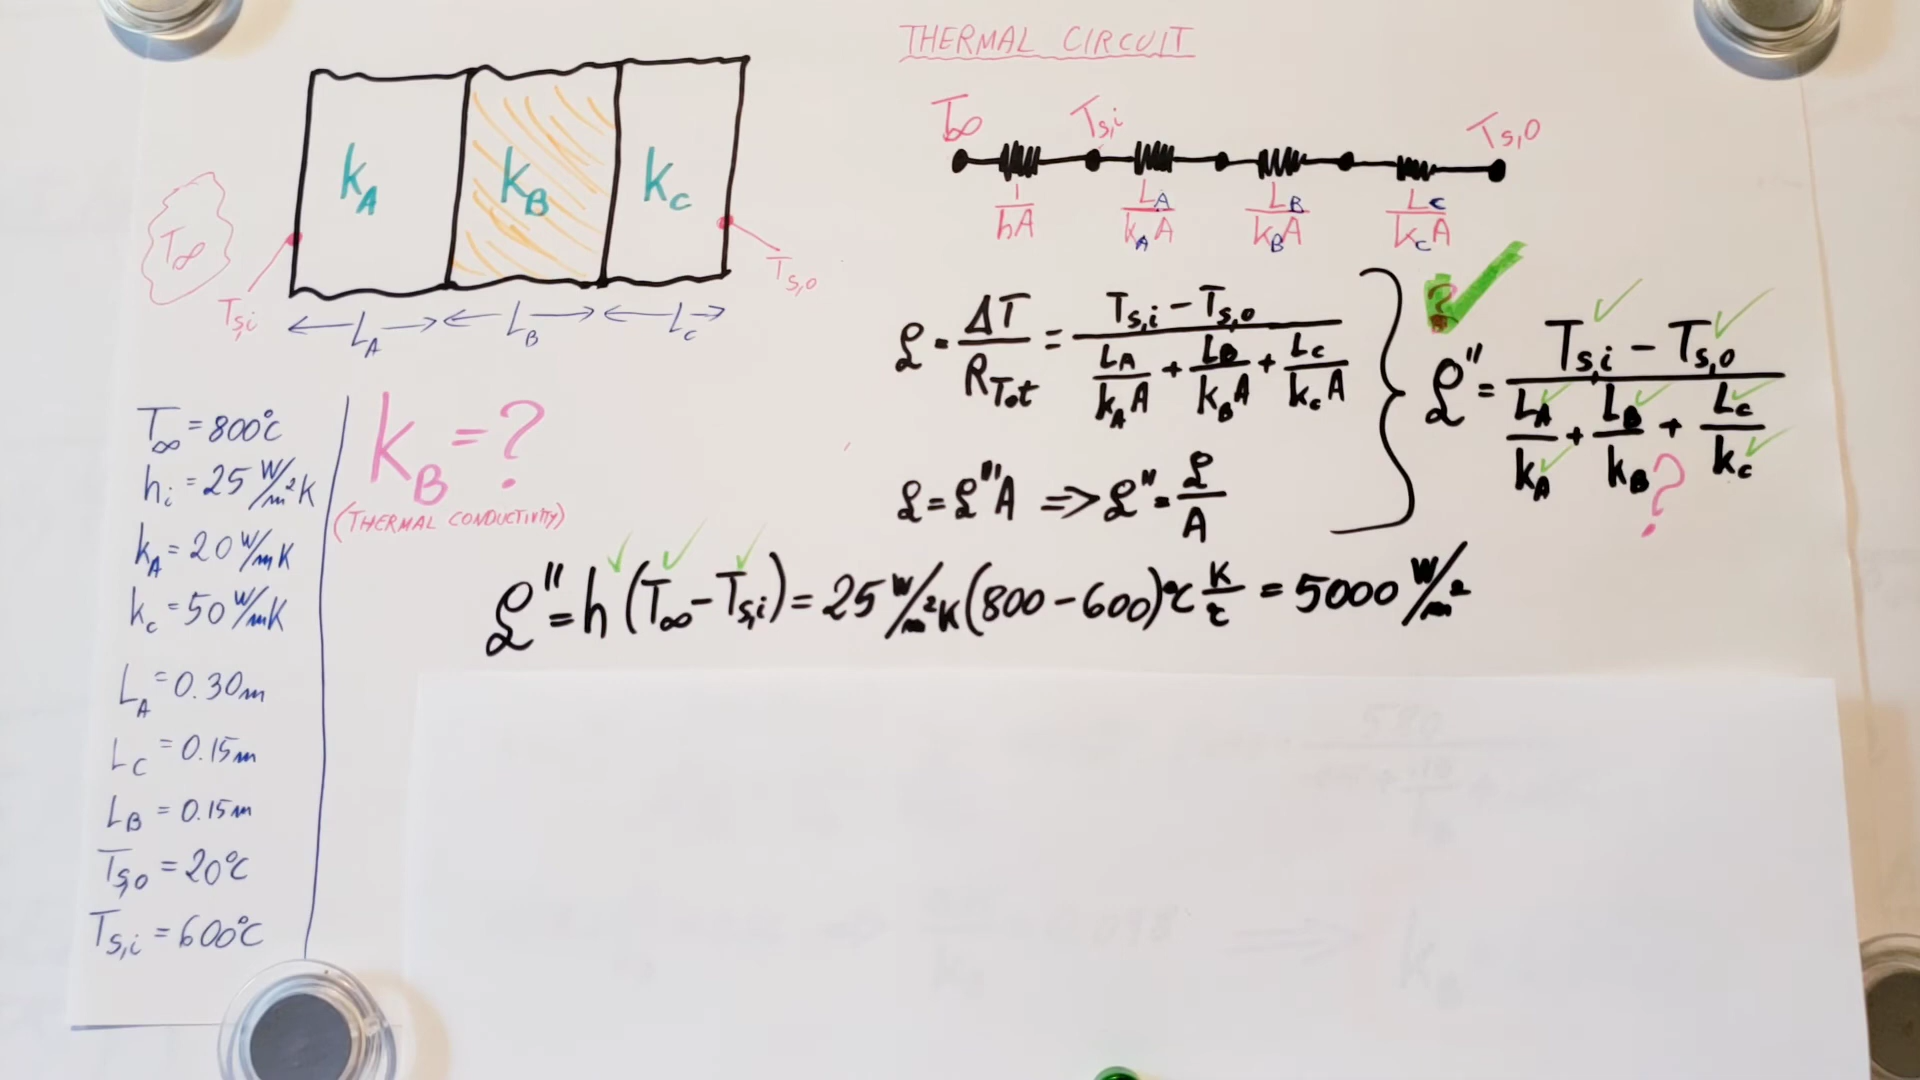 THERMAL CIRCUIT
T∞ Ts,i Ts,o
1/hA LA/kAA LB/kBA Lc/kcA
kA kB kc
T∞
Ts,i
Ts,o
LA LB Lc
q = ΔT/RTot = (Ts,i - Ts,o)/(LA/kAA + LB/kBA + Lc/kcA)
?
q" = (Ts,i - Ts,o)/(LA/kA + LB/kB + Lc/kc)
?
q = q"A => q" = q/A
T∞ = 800°C
hi = 25 W/m²K
kA = 20 W/mK
kc = 50 W/mK
LA = 0.30m
LC = 0.15m
LB = 0.15m
Ts,o = 20°C
Ts,i = 600°C
kB = ?
(THERMAL CONDUCTIVITY)
q" = h (T∞ - Ts,i) = 25 W/m²K (800 - 600)°C K/°C = 5000 W/m²